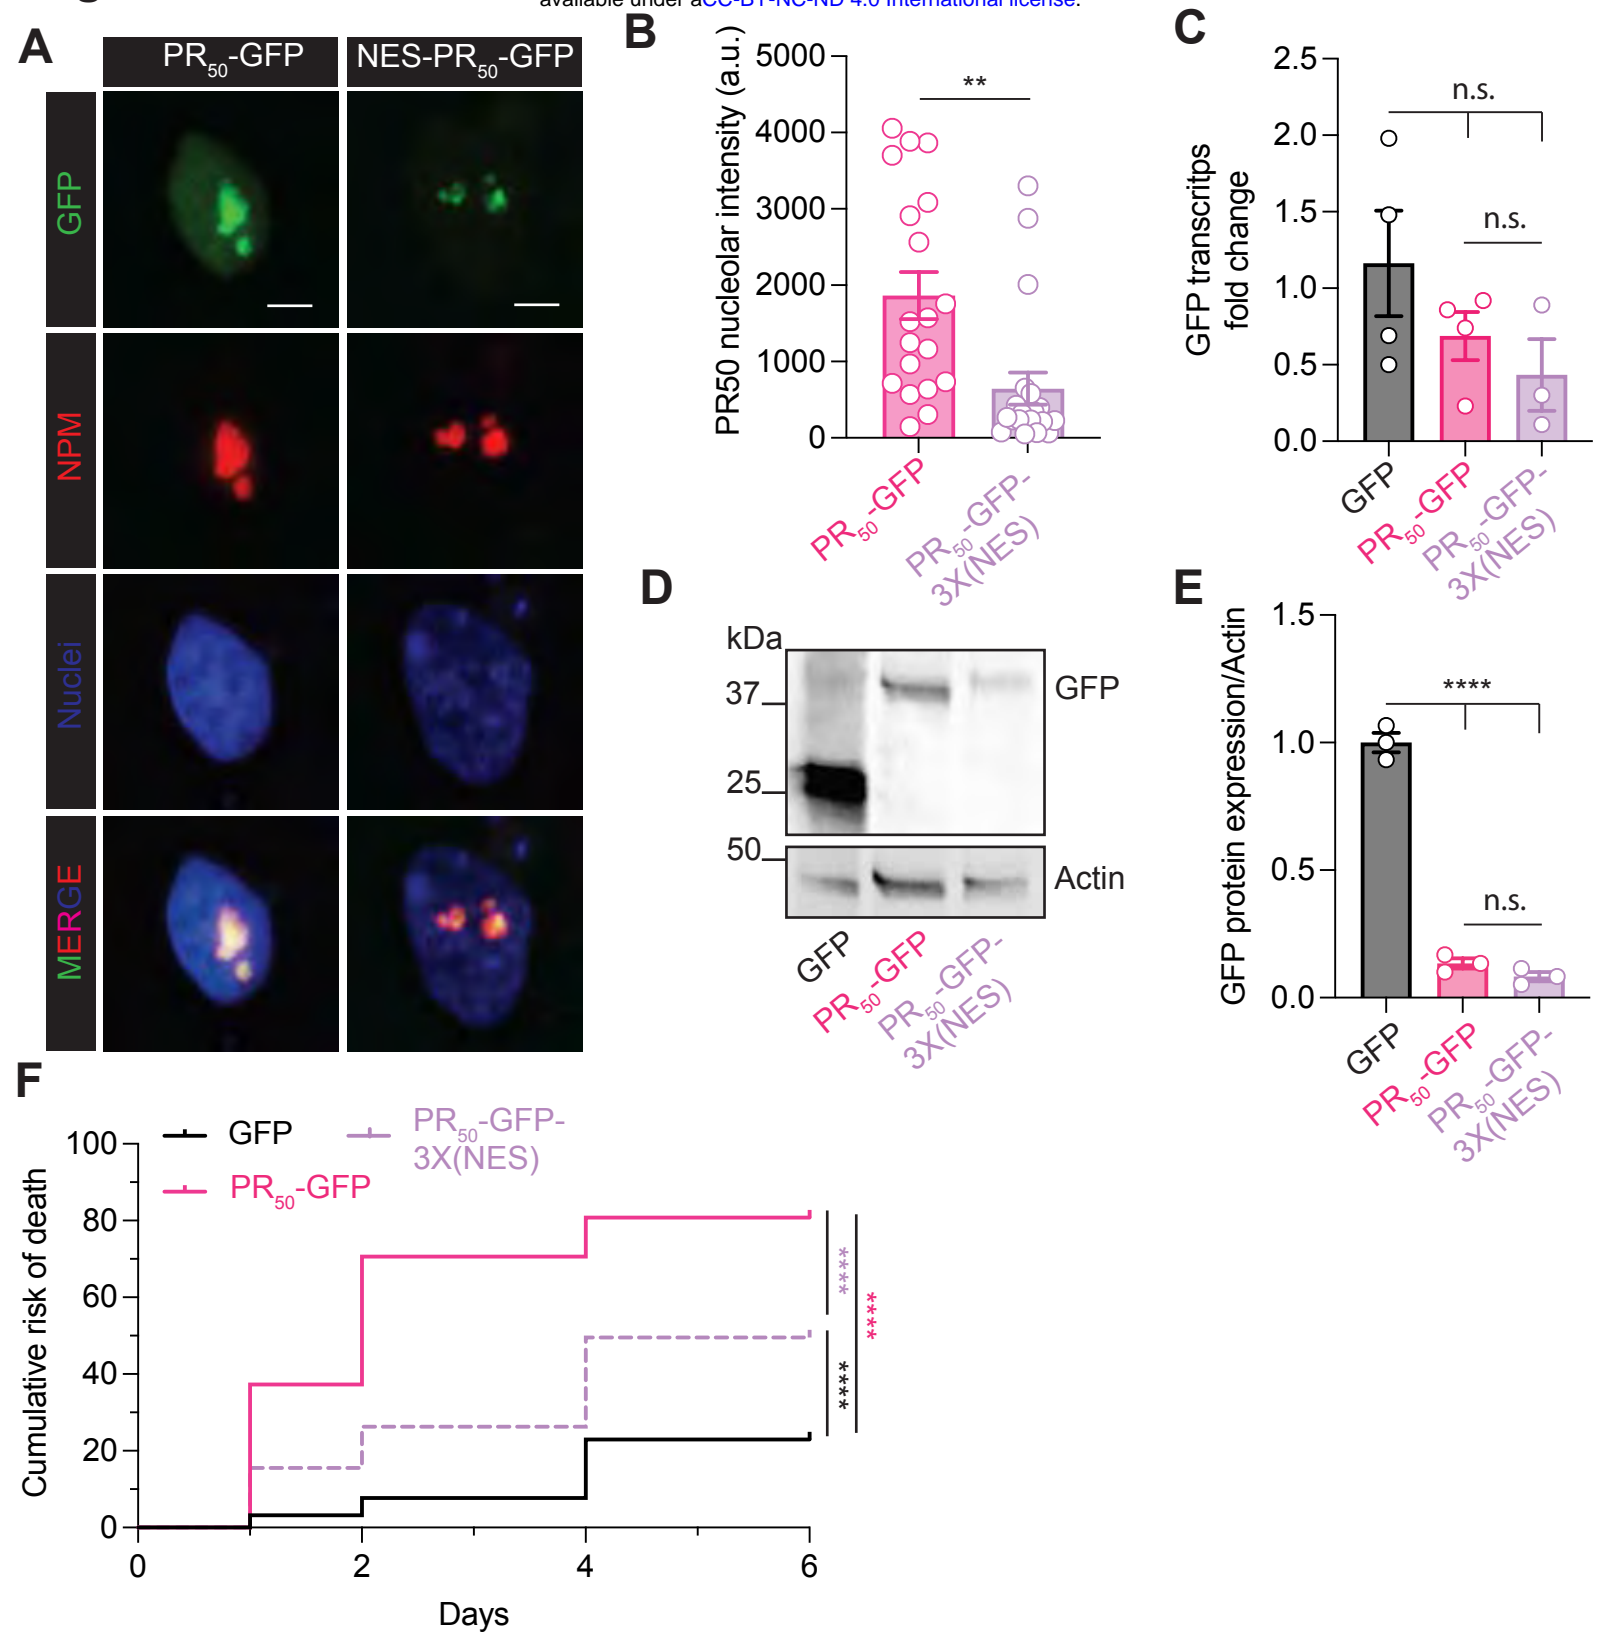 available under aCC-BY-NC-ND 4.0 International license.
A
PR50-GFP
NES-PR50-GFP
GFP
NPM
Nuclei
MERGE
B
PR50 nucleolar intensity (a.u.)
5000
4000
3000
2000
1000
0
**
PR50-GFP
PR50-GFP-
3X(NES)
C
GFP transcritps
fold change
2.5
2.0
1.5
1.0
0.5
0.0
n.s.
n.s.
GFP
PR50-GFP
PR50-GFP-
3X(NES)
D
kDa
37
25
50
GFP
Actin
GFP
PR50-GFP
PR50-GFP-
3X(NES)
E
GFP protein expression/Actin
1.5
1.0
0.5
0.0
****
n.s.
GFP
PR50-GFP
PR50-GFP-
3X(NES)
F
GFP
PR50-GFP
PR50-GFP-
3X(NES)
Cumulative risk of death
100
80
60
40
20
0
0
2
4
6
Days
****
****
****